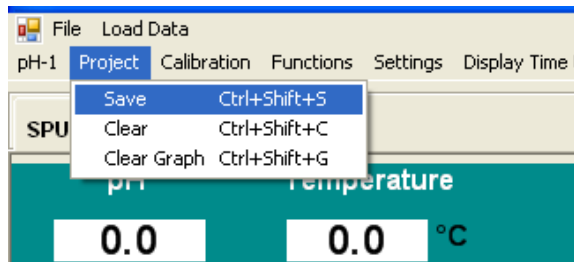 File Load Data
pH-1 Project Calibration Functions Settings Display Time
Save Ctrl+Shift+S
SPU
Clear Ctrl+Shift+C
Clear Graph Ctrl+Shift+G
pH Temperature
0.0 0.0 °C